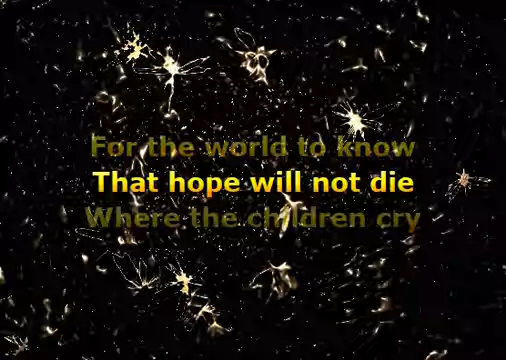 For the world to know
That hope will not die
Where the children cry